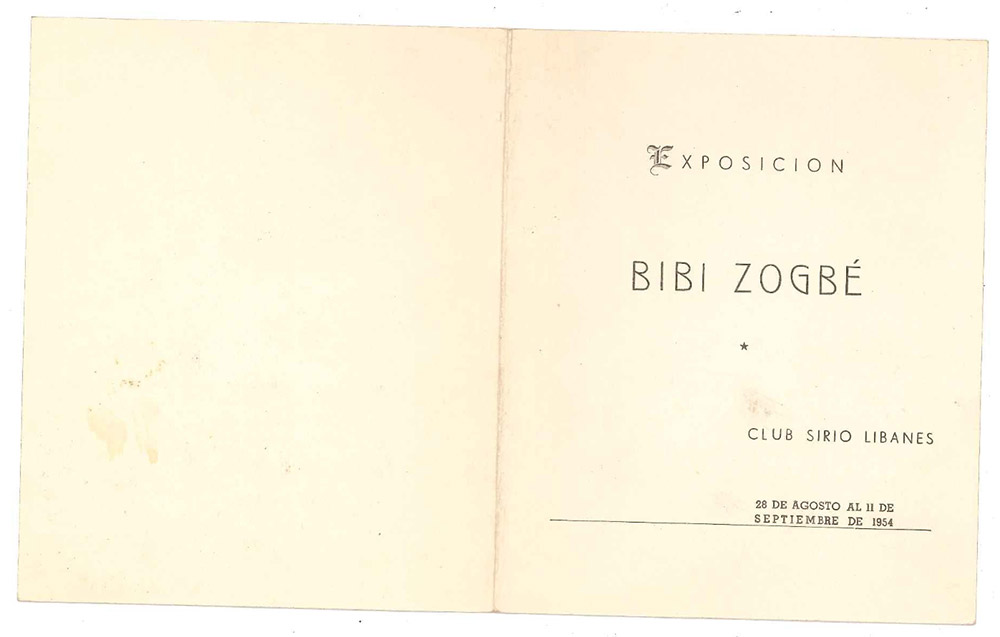 EXPOSICION
BIBI ZOGBÉ
★
CLUB SIRIO LIBANES
28 DE AGOSTO AL 11 DE
SEPTIEMBRE DE 1954